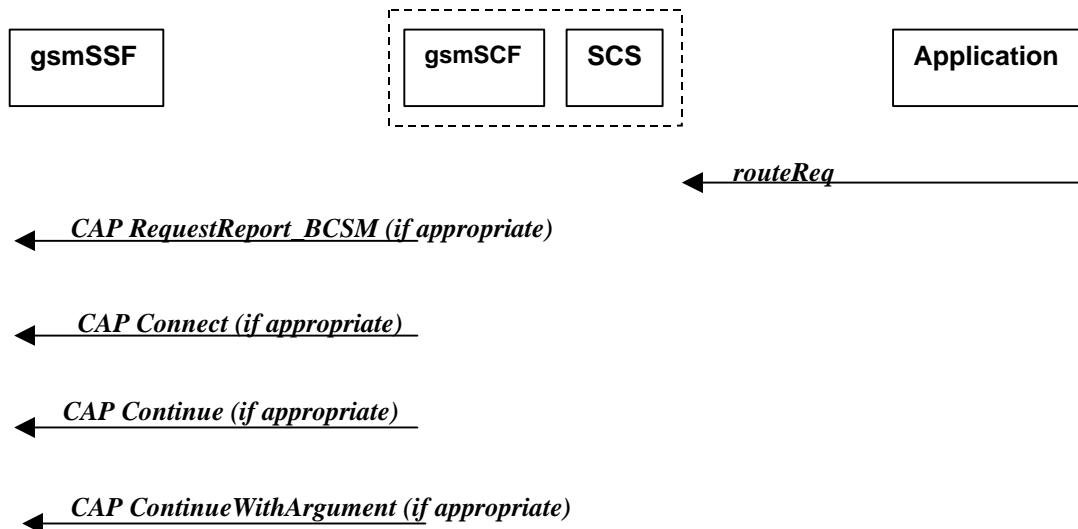 gsmSSF
gsmSCF
SCS
Application
routeReq
CAP RequestReport_BCSM (if appropriate)
CAP Connect (if appropriate)
CAP Continue (if appropriate)
CAP ContinueWithArgument (if appropriate)